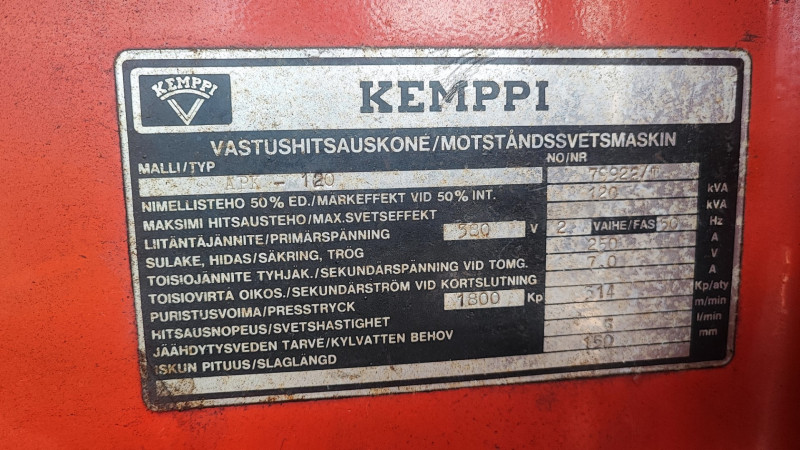 KEMPPI
KEMPPI
VASTUSHITSAUSKONE/MOTSTÅNDSSVETSMASKIN
MALLI/TYP APK - 120 NO/NR
NIMELLISTEHO 50% ED./MARKEFFEKT VID 50% INT. 120 kVA
MAKSIMI HITSAUSTEHO/MAX.SVETSEFFEKT kVA
LIITÄNTÄJÄNNITE/PRIMÄRSPÄNNING 380 V 2 VAIHE/FAS 50 Hz
SULAKE, HIDAS/SÄKRING, TRÖG 250 A
TOISIOJÄNNITE TYHJÄK./SEKUNDÄRSPÄNNING VID TOMG. 7.0 V
TOISIOVIRTA OIKOS./SEKUNDÄRSTRÖM VID KORTSLUTNING A
PURISTUSVOIMA/PRESSTRYCK 1800 Kp 314 Kp/aty
HITSAUSNOPEUS/SVETSHASTIGHET m/min
JÄÄHDYTYSVEDEN TARVE/KYLVATTEN BEHOV l/min
ISKUN PITUUS/SLAGLÄNGD 150 mm